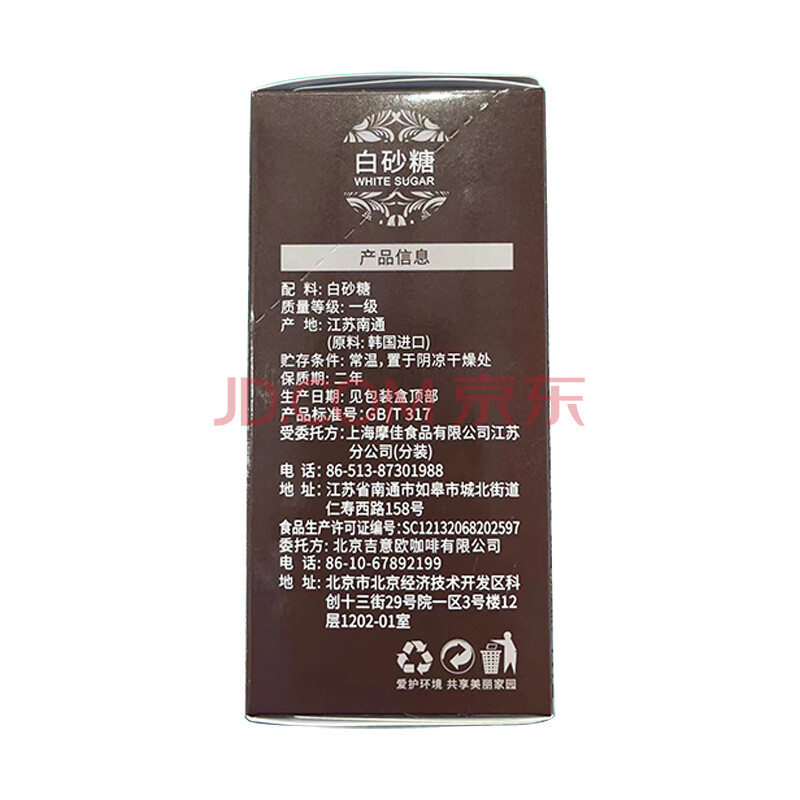 白砂糖
WHITE SUGAR
产品信息
配 料: 白砂糖
质量等级: 一级
产 地: 江苏南通
(原料: 韩国进口)
贮存条件: 常温, 置于阴凉干燥处
保质期: 二年
JD.COM 京东
生产日期: 见包装盒顶部
产品标准号: GB/T 317
受委托方: 上海摩佳食品有限公司江苏
分公司(分装)
电 话: 86-513-87301988
地 址: 江苏省南通市如皋市城北街道
仁寿西路158号
食品生产许可证编号: SC12132068202597
委托方: 北京吉意欧咖啡有限公司
电 话: 86-10-67892199
地 址: 北京市北京经济技术开发区科
创十三街29号院一区3号楼12
层1202-01室
爱护环境 共享美丽家园